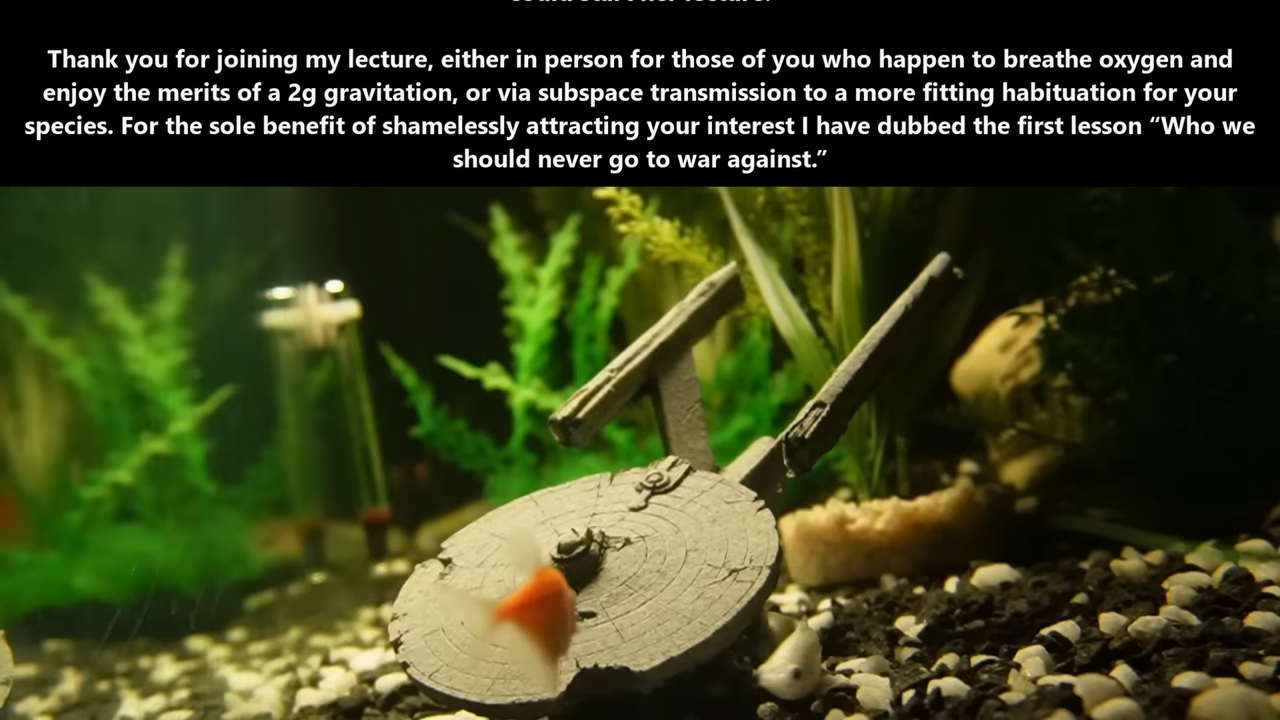 Thank you for joining my lecture, either in person for those of you who happen to breathe oxygen and
enjoy the merits of a 2g gravitation, or via subspace transmission to a more fitting habituation for your
species. For the sole benefit of shamelessly attracting your interest I have dubbed the first lesson “Who we
should never go to war against.”